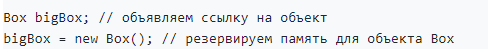 Box bigBox; // объявляем ссылку на объект
bigBox = new Box(); // резервируем память для объекта Box